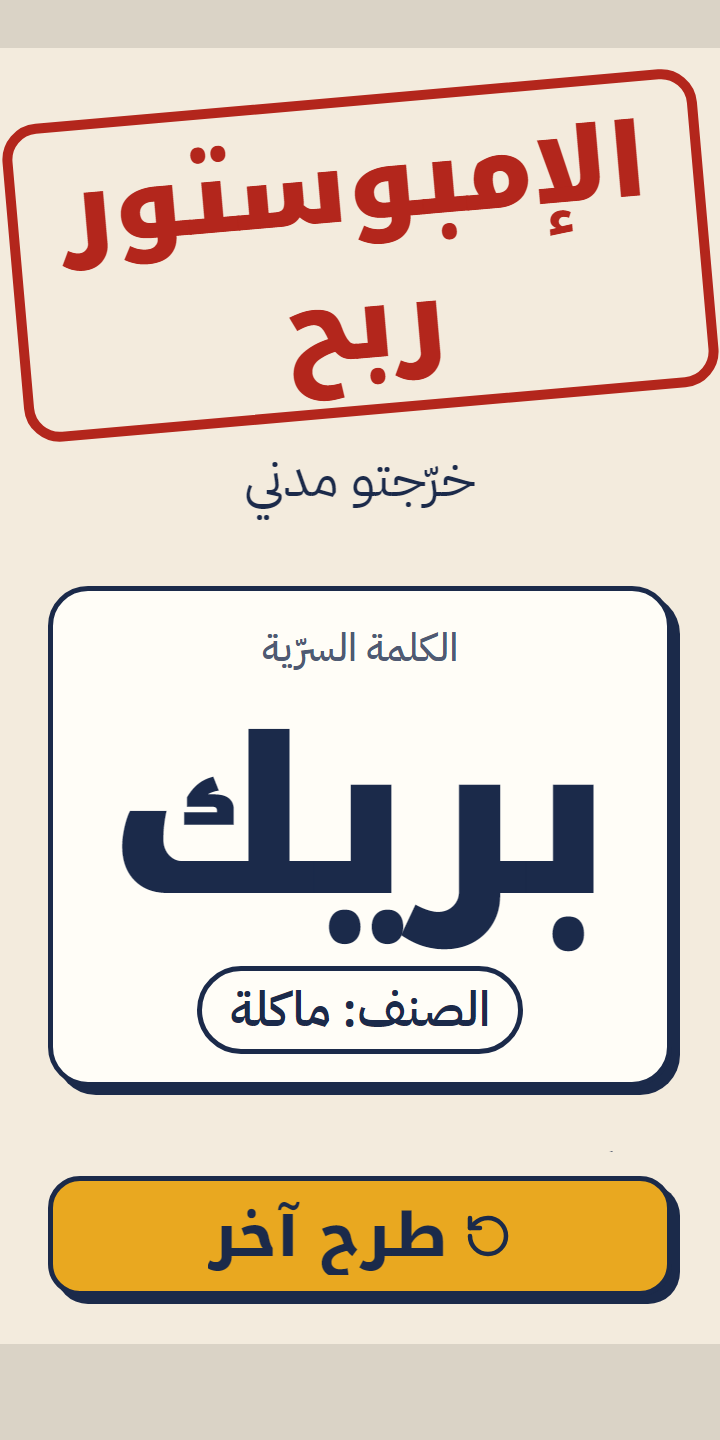 الإمبوستور
ربح
خرّجتو مدني
الكلمة السرّية
بريك
الصنف: ماكلة
طرح آخر